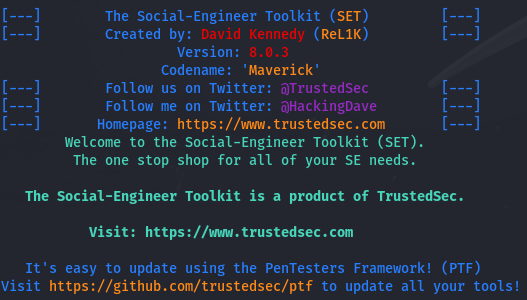 [---]        The Social-Engineer Toolkit (SET)         [---]
[---]        Created by: David Kennedy (ReL1K)         [---]
                      Version: 8.0.3
                    Codename: 'Maverick'
[---]        Follow us on Twitter: @TrustedSec         [---]
[---]        Follow me on Twitter: @HackingDave        [---]
[---]       Homepage: https://www.trustedsec.com       [---]
        Welcome to the Social-Engineer Toolkit (SET).
         The one stop shop for all of your SE needs.
   The Social-Engineer Toolkit is a product of TrustedSec.
           Visit: https://www.trustedsec.com
   It's easy to update using the PenTesters Framework! (PTF)
Visit https://github.com/trustedsec/ptf to update all your tools!